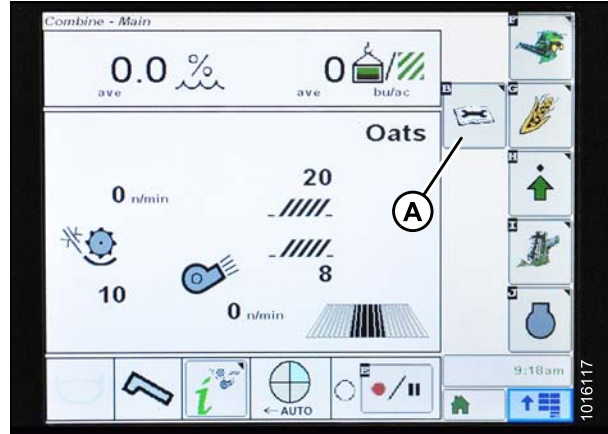 Combine - Main
F
0.0 %
ave
0 /
ave bu/ac
B
G
Oats
A
H
0 n/min
20
I
8
10
0 n/min
J
9:18am
i
← AUTO
E
/
1016117